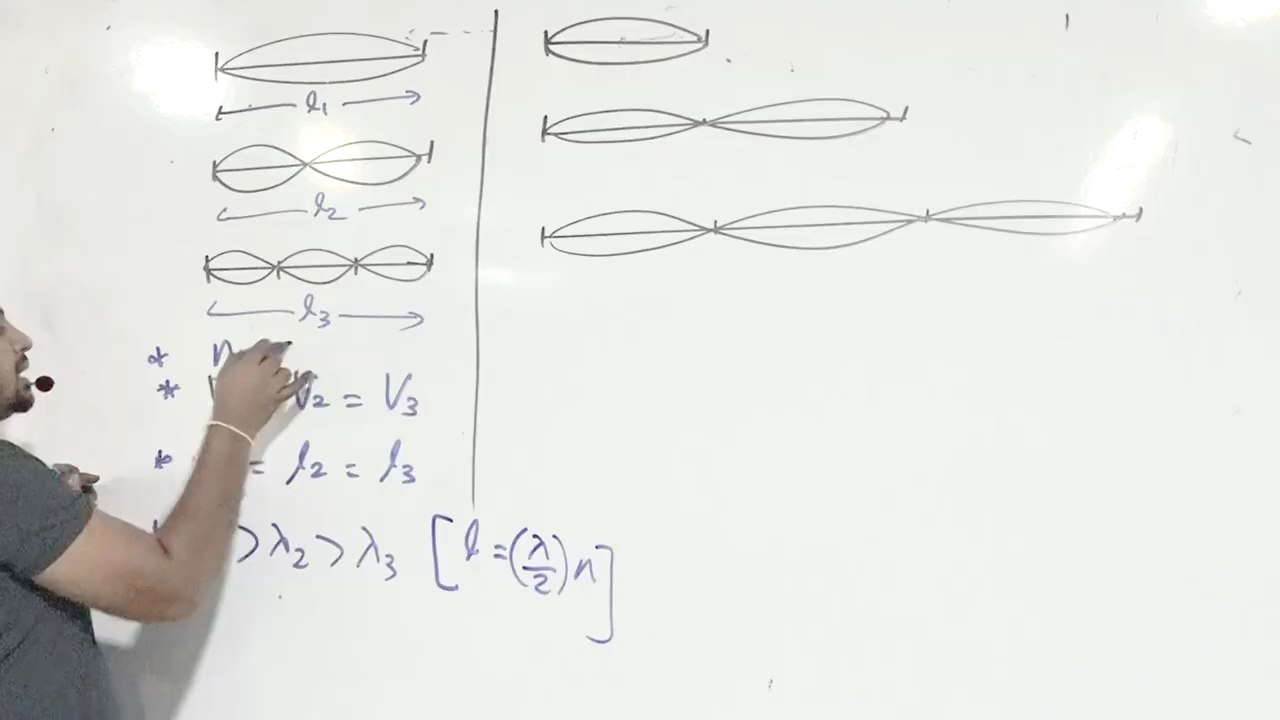 l₁
l₂
l₃
* n
* V₂ = V₃
* = l₂ = l₃
> λ₂ > λ₃ [l = (λ/2) n]